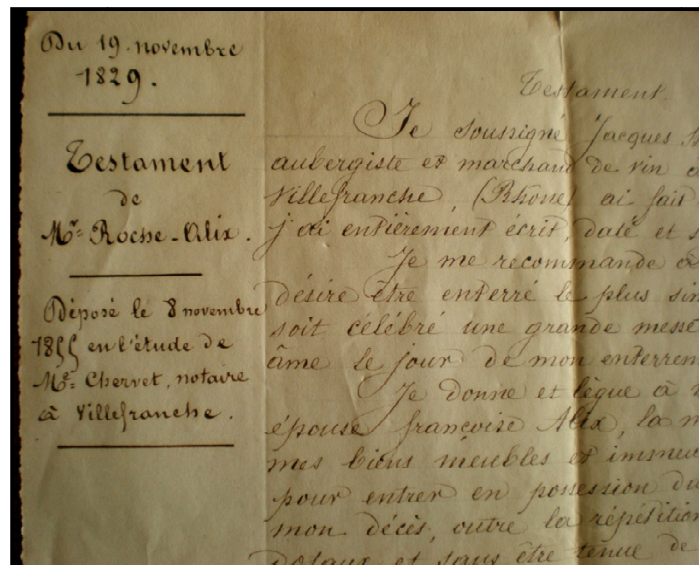 Du 19 novembre
1829.
Testament
de
Mr. Roche-Alix.
Déposé le 8 novembre
1855 en l'étude de
Me. Chervet, notaire
à Villefranche.
Testament.
Je soussigné Jacques
aubergiste et marchand de vin
Villefranche, (Rhône) ai fait
j'ai entièrement écrit, daté et
Je me recommande à
désire être enterré le plus
soit célébré une grande messe
âme le jour de mon enterrem
Je donne et lègue à
épouse françoise Alix, la
mes biens meubles et immeu
pour entrer en possession du
mon décès, outre la répétition
dotaux et sans être tenue de